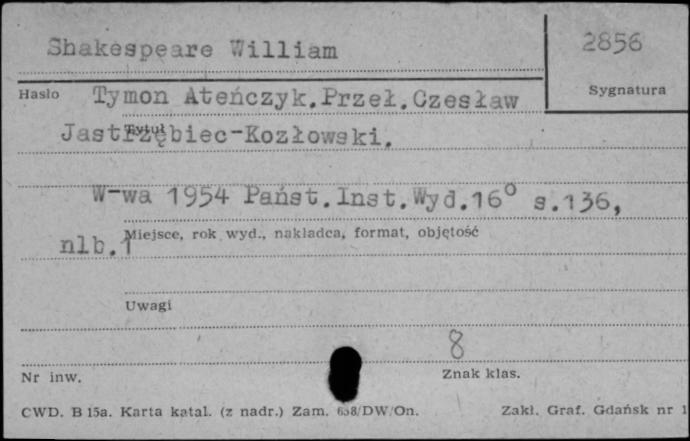 Shakespeare William
2856
Sygnatura
Hasło
Tymon Ateńczyk.Przeł.Czesław
Tytuł
Jastrzębiec-Kozłowski.
W-wa 1954 Państ.Inst.Wyd.16° s.136,
Miejsce, rok wyd., nakładca, format, objętość
nlb.1
Uwagi
8
Nr inw.
Znak klas.
CWD. B 15a. Karta katal. (z nadr.) Zam. /DW/On.
Zakł. Graf. Gdańsk nr 1